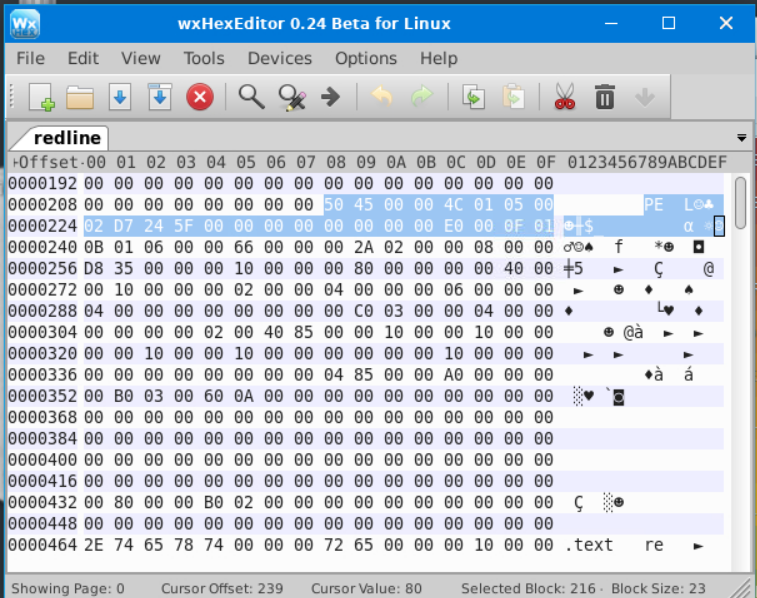 wxHexEditor 0.24 Beta for Linux
File Edit View Tools Devices Options Help
redline
Offset 00 01 02 03 04 05 06 07 08 09 0A 0B 0C 0D 0E 0F 0123456789ABCDEF
0000192 00 00 00 00 00 00 00 00 00 00 00 00 00 00 00 00
0000208 00 00 00 00 00 00 00 00 50 45 00 00 4C 01 05 00 PE L☺♣
0000224 02 D7 24 5F 00 00 00 00 00 00 00 00 E0 00 0F 01 ☻╫$_ α ☼☺
0000240 0B 01 06 00 00 66 00 00 00 2A 02 00 00 08 00 00 ♂☺♠ f *☻ ◘
0000256 D8 35 00 00 00 10 00 00 00 80 00 00 00 00 40 00 ╪5 ► Ç @
0000272 00 10 00 00 00 02 00 00 04 00 00 00 06 00 00 00 ► ☻ ♦ ♠
0000288 04 00 00 00 00 00 00 00 00 C0 03 00 00 04 00 00 ♦ └♥ ♦
0000304 00 00 00 00 02 00 40 85 00 00 10 00 00 10 00 00 ☻ @à ► ►
0000320 00 00 10 00 00 10 00 00 00 00 00 00 10 00 00 00 ► ► ►
0000336 00 00 00 00 00 00 00 00 04 85 00 00 A0 00 00 00 ♦à á
0000352 00 B0 03 00 60 0A 00 00 00 00 00 00 00 00 00 00 ░♥ `◙
0000368 00 00 00 00 00 00 00 00 00 00 00 00 00 00 00 00
0000384 00 00 00 00 00 00 00 00 00 00 00 00 00 00 00 00
0000400 00 00 00 00 00 00 00 00 00 00 00 00 00 00 00 00
0000416 00 00 00 00 00 00 00 00 00 00 00 00 00 00 00 00
0000432 00 80 00 00 B0 02 00 00 00 00 00 00 00 00 00 00 Ç ░☻
0000448 00 00 00 00 00 00 00 00 00 00 00 00 00 00 00 00
0000464 2E 74 65 78 74 00 00 00 72 65 00 00 00 10 00 00 .text re ►
Showing Page: 0 Cursor Offset: 239 Cursor Value: 80 Selected Block: 216 - Block Size: 23